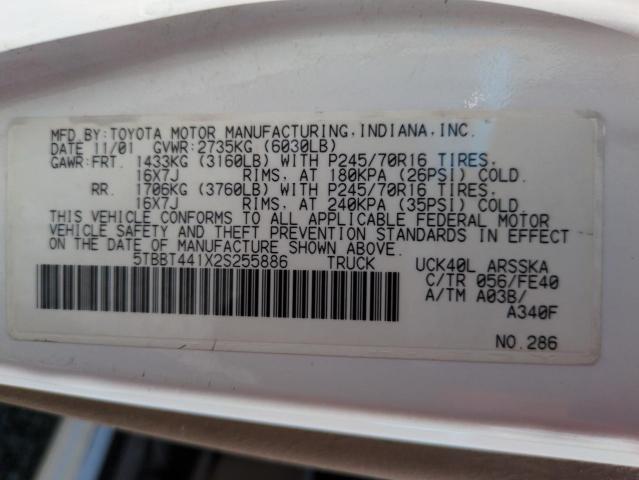 MFD.BY:TOYOTA MOTOR MANUFACTURING,INDIANA,INC.
DATE 11/01 GVWR:2735KG (6030LB)
GAWR:FRT. 1433KG (3160LB) WITH P245/70R16 TIRES,
16X7J RIMS, AT 180KPA (26PSI) COLD.
RR. 1706KG (3760LB) WITH P245/70R16 TIRES,
16X7J RIMS, AT 240KPA (35PSI) COLD.
THIS VEHICLE CONFORMS TO ALL APPLICABLE FEDERAL MOTOR
VEHICLE SAFETY AND THEFT PREVENTION STANDARDS IN EFFECT
ON THE DATE OF MANUFACTURE SHOWN ABOVE.
5TBBT441X2S255886 TRUCK UCK40L ARSSKA
C/TR 056/FE40
A/TM A03B/
A340F
NO.286